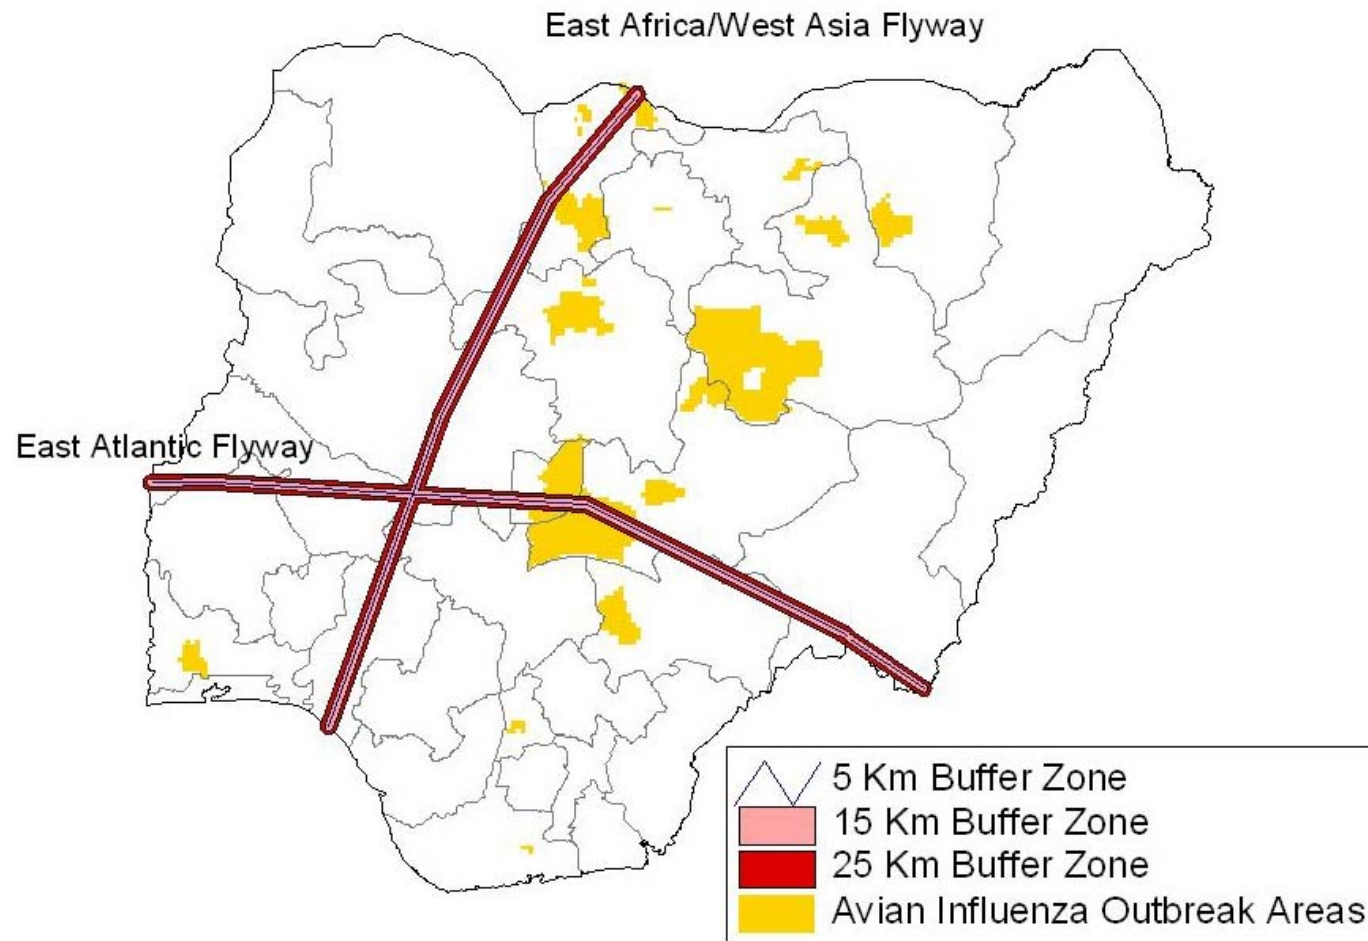 East Africa/West Asia Flyway
East Atlantic Flyway
5 Km Buffer Zone
15 Km Buffer Zone
25 Km Buffer Zone
Avian Influenza Outbreak Areas